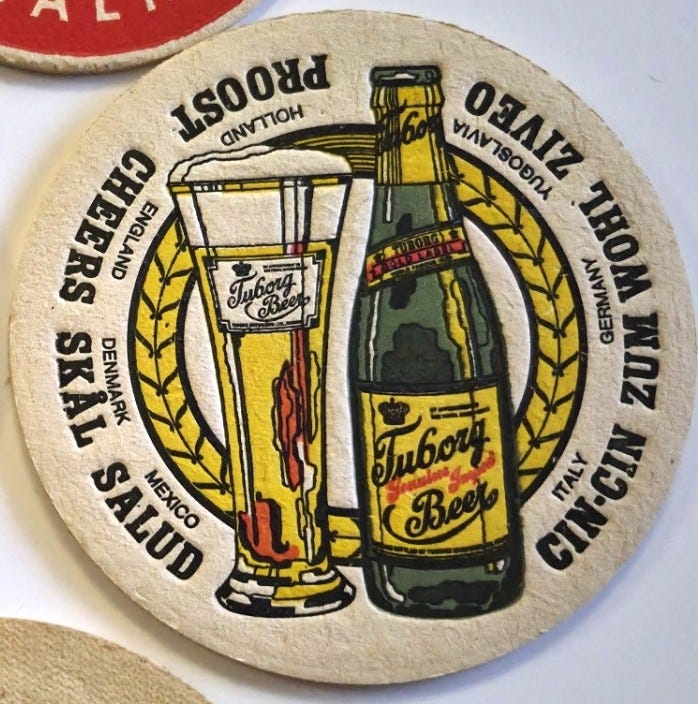 PROOST
HOLLAND
CHEERS
ENGLAND
SKÅL
DENMARK
SALUD
MEXICO
ZIVEO
YUGOSLAVIA
ZUM WOHL
GERMANY
CIN-CIN
ITALY
Tuborg
Beer
TUBORG
GOLD LABEL
Tuborg
Beer